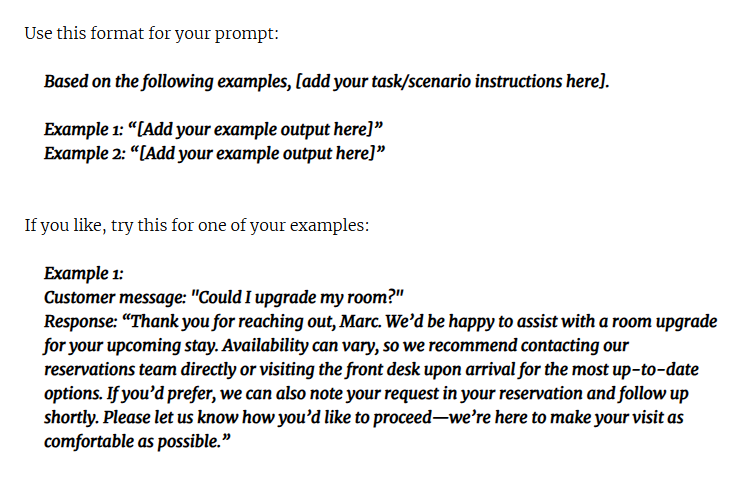 Use this format for your prompt:
Based on the following examples, [add your task/scenario instructions here].
Example 1: “[Add your example output here]”
Example 2: “[Add your example output here]”
If you like, try this for one of your examples:
Example 1:
Customer message: "Could I upgrade my room?"
Response: “Thank you for reaching out, Marc. We’d be happy to assist with a room upgrade
for your upcoming stay. Availability can vary, so we recommend contacting our
reservations team directly or visiting the front desk upon arrival for the most up-to-date
options. If you’d prefer, we can also note your request in your reservation and follow up
shortly. Please let us know how you’d like to proceed—we’re here to make your visit as
comfortable as possible.”